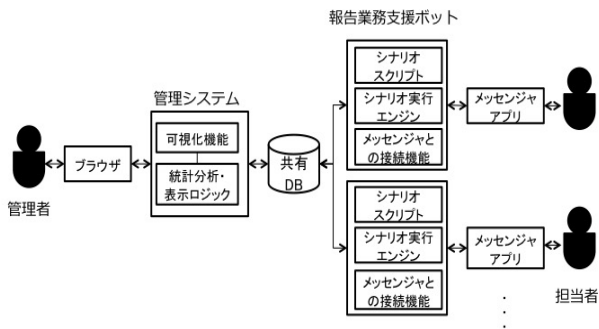 報告業務支援ボット
管理システム
管理者
ブラウザ
可視化機能
統計分析・
表示ロジック
共有
DB
シナリオ
スクリプト
シナリオ実行
エンジン
メッセンジャと
の接続機能
メッセンジャ
アプリ
シナリオ
スクリプト
シナリオ実行
エンジン
メッセンジャと
の接続機能
メッセンジャ
アプリ
担当者